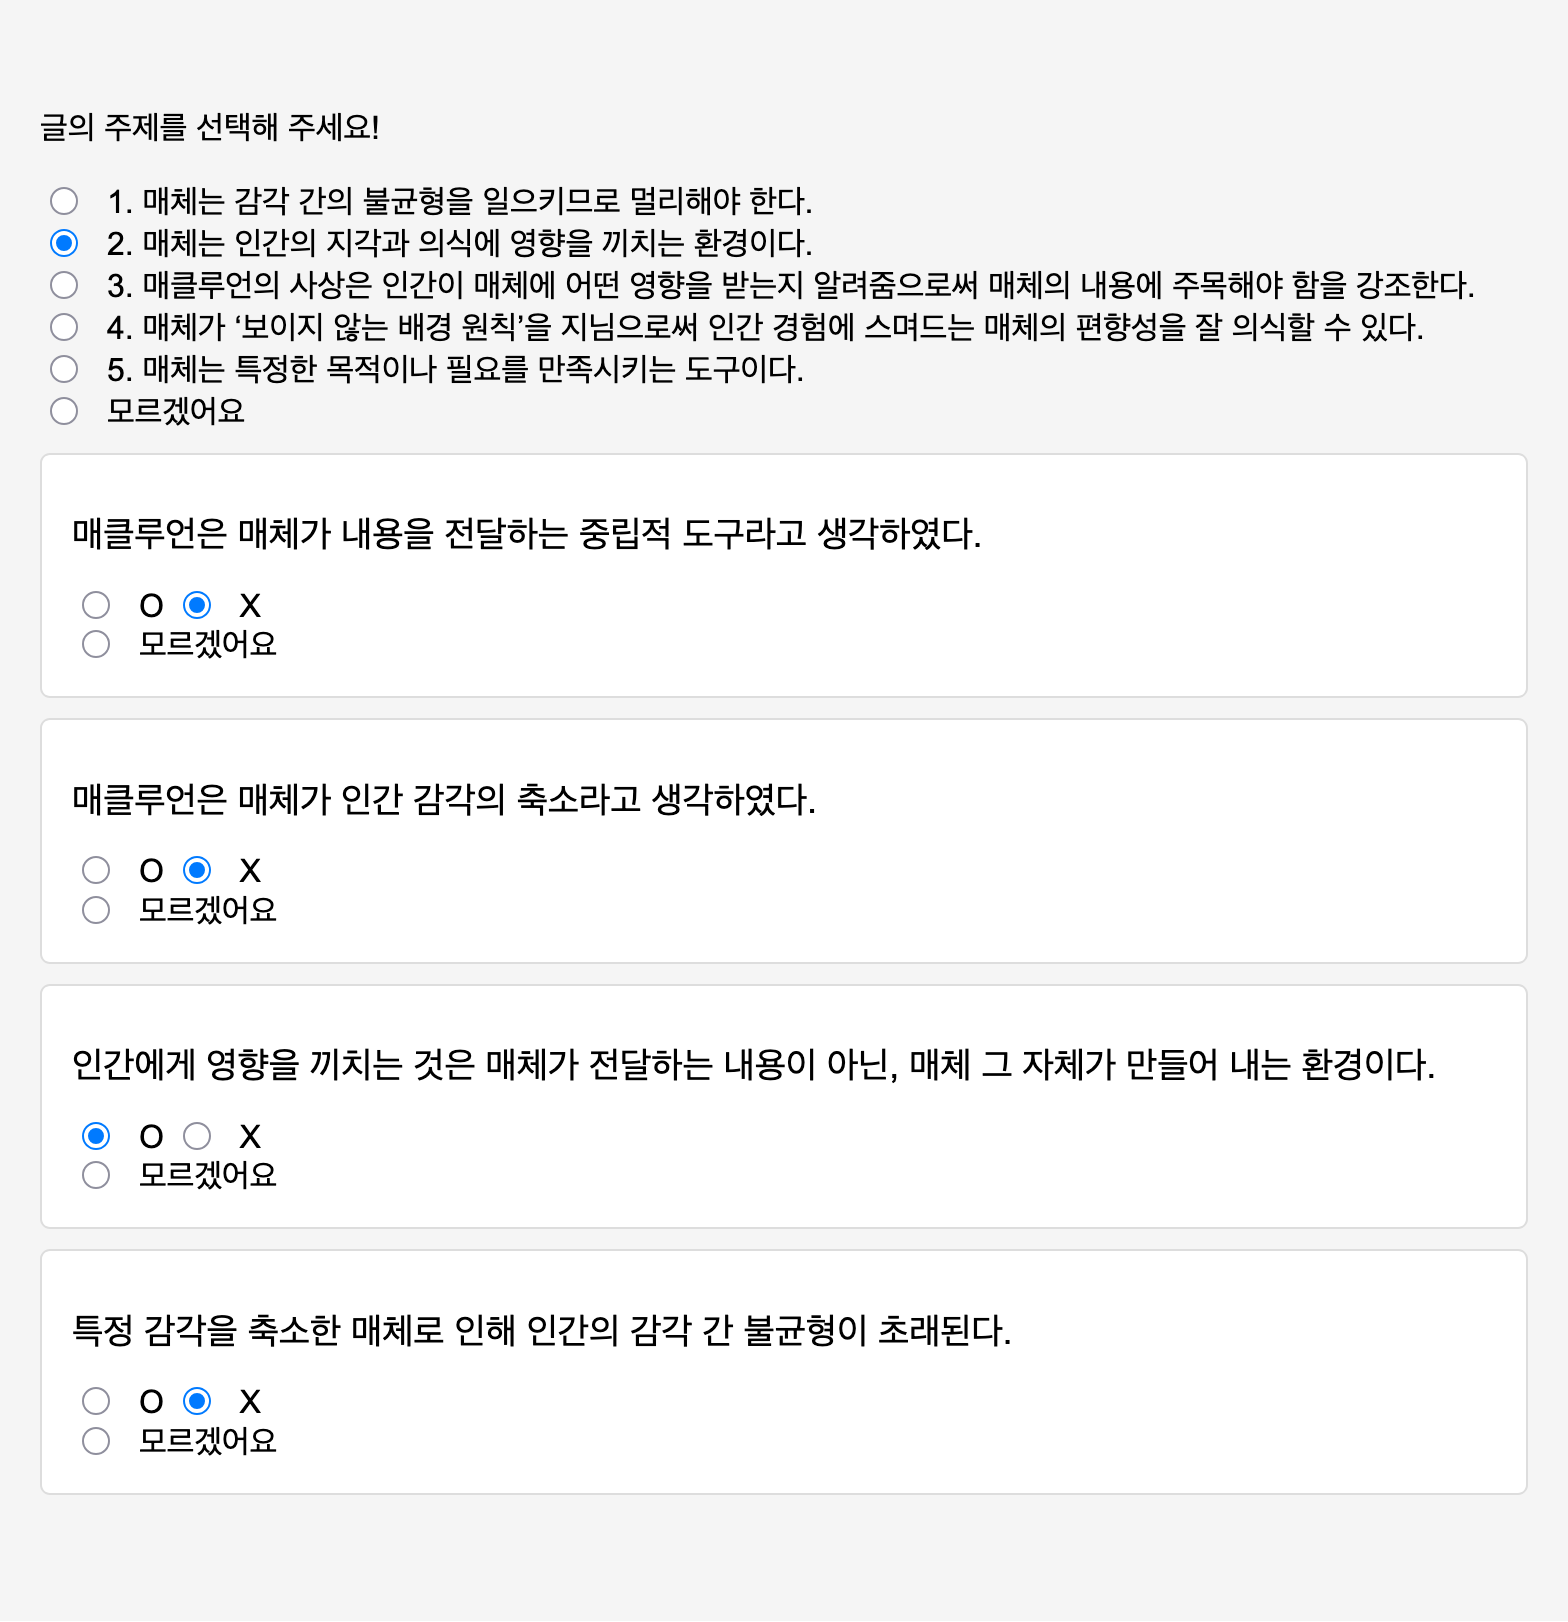 글의 주제를 선택해 주세요!
1. 매체는 감각 간의 불균형을 일으키므로 멀리해야 한다.
2. 매체는 인간의 지각과 의식에 영향을 끼치는 환경이다.
3. 매클루언의 사상은 인간이 매체에 어떤 영향을 받는지 알려줌으로써 매체의 내용에 주목해야 함을 강조한다.
4. 매체가 ‘보이지 않는 배경 원칙’을 지님으로써 인간 경험에 스며드는 매체의 편향성을 잘 의식할 수 있다.
5. 매체는 특정한 목적이나 필요를 만족시키는 도구이다.
모르겠어요
매클루언은 매체가 내용을 전달하는 중립적 도구라고 생각하였다.
O X
모르겠어요
매클루언은 매체가 인간 감각의 축소라고 생각하였다.
O X
모르겠어요
인간에게 영향을 끼치는 것은 매체가 전달하는 내용이 아닌, 매체 그 자체가 만들어 내는 환경이다.
O X
모르겠어요
특정 감각을 축소한 매체로 인해 인간의 감각 간 불균형이 초래된다.
O X
모르겠어요